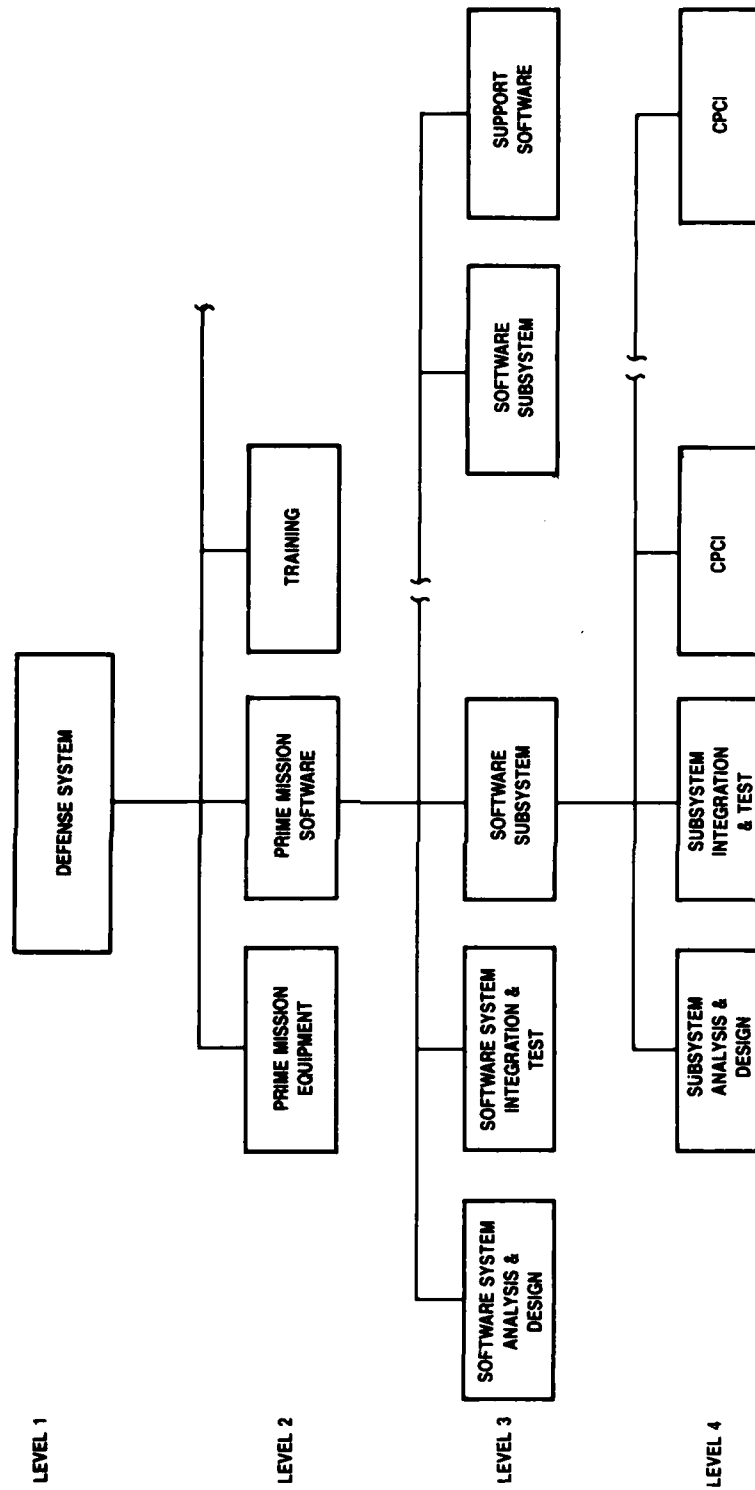 LEVEL 1
DEFENSE SYSTEM
LEVEL 2
PRIME MISSION
EQUIPMENT
PRIME MISSION
SOFTWARE
TRAINING
LEVEL 3
SOFTWARE SYSTEM
ANALYSIS &
DESIGN
SOFTWARE SYSTEM
INTEGRATION &
TEST
SOFTWARE
SUBSYSTEM
SOFTWARE
SUBSYSTEM
SUPPORT
SOFTWARE
LEVEL 4
SUBSYSTEM
ANALYSIS &
DESIGN
SUBSYSTEM
INTEGRATION
& TEST
CPCI
CPCI